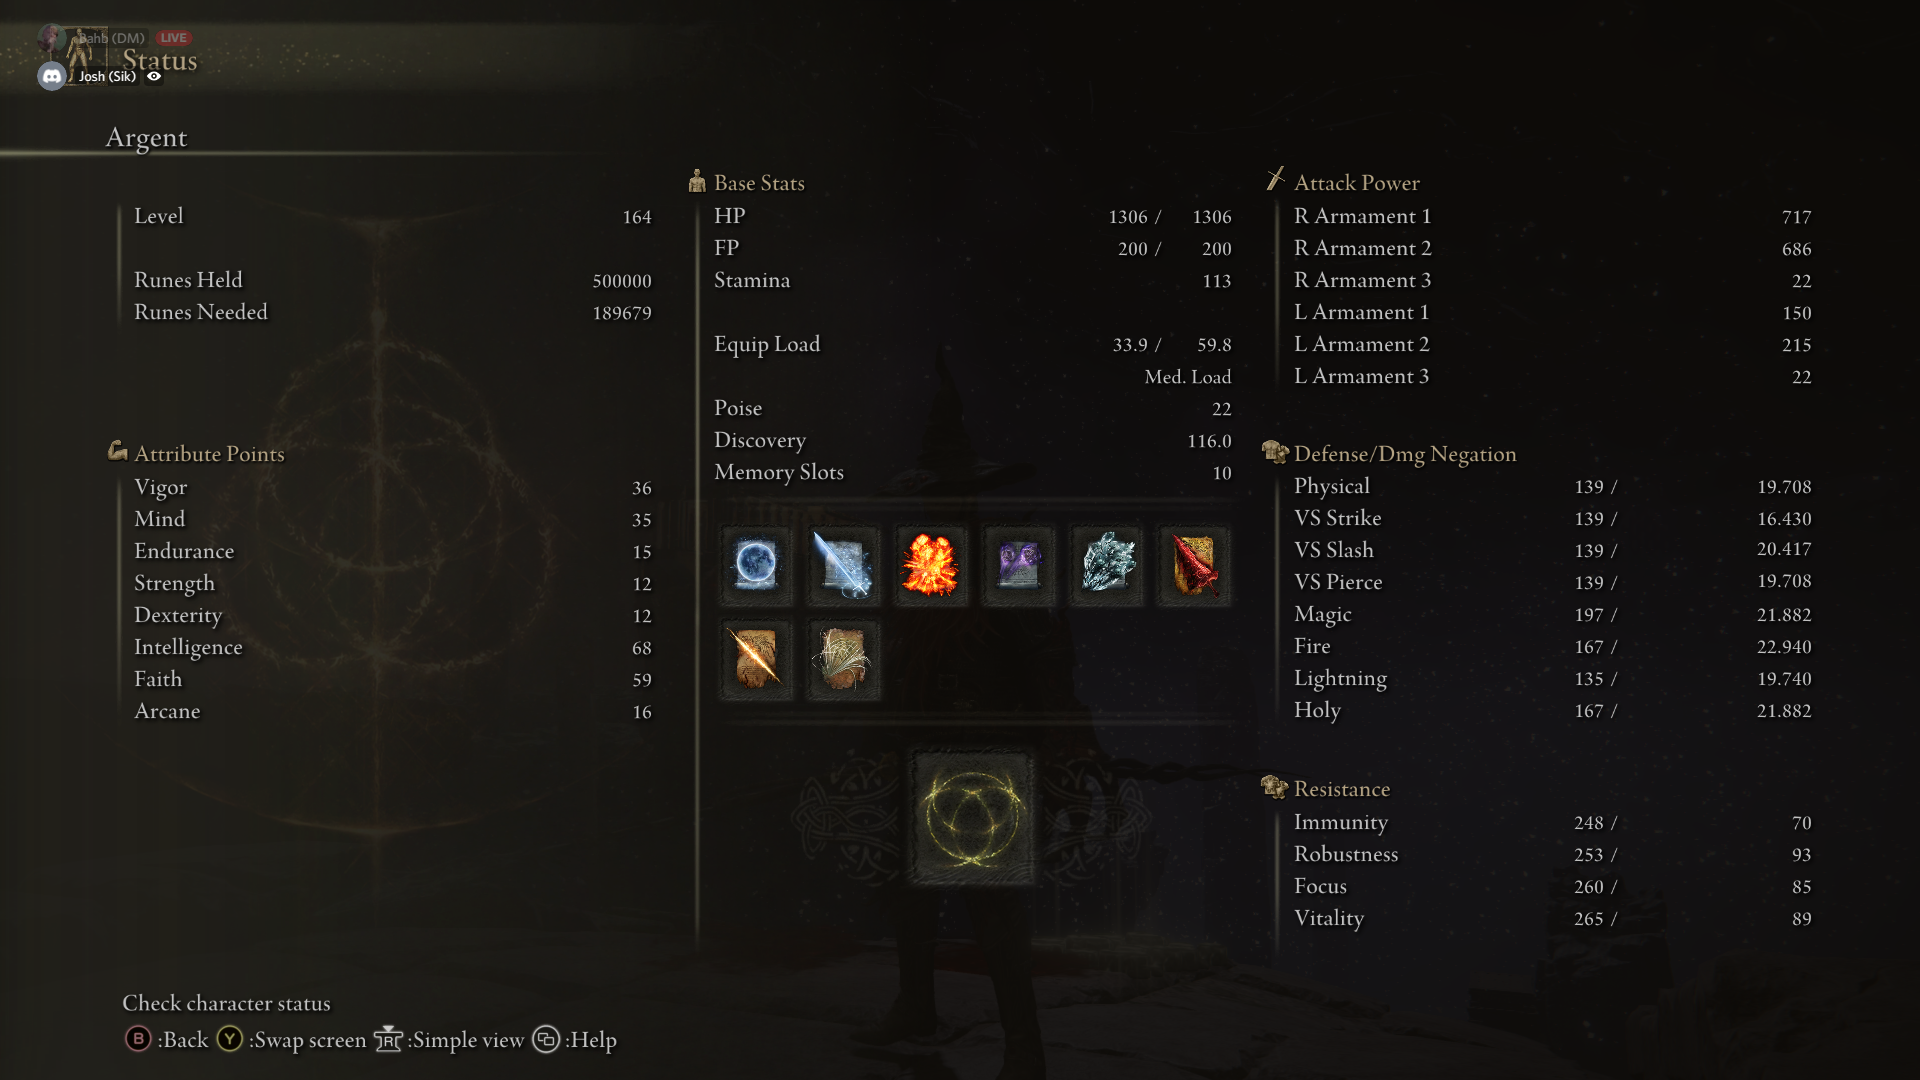 Bahb (DM) LIVE
Status
Josh (Sik)
Argent
Level 164
Runes Held 500000
Runes Needed 189679
Attribute Points
Vigor 36
Mind 35
Endurance 15
Strength 12
Dexterity 12
Intelligence 68
Faith 59
Arcane 16
Base Stats
HP 1306 / 1306
FP 200 / 200
Stamina 113
Equip Load 33.9 / 59.8
Med. Load
Poise 22
Discovery 116.0
Memory Slots 10
Attack Power
R Armament 1 717
R Armament 2 686
R Armament 3 22
L Armament 1 150
L Armament 2 215
L Armament 3 22
Defense/Dmg Negation
Physical 139 / 19.708
VS Strike 139 / 16.430
VS Slash 139 / 20.417
VS Pierce 139 / 19.708
Magic 197 / 21.882
Fire 167 / 22.940
Lightning 135 / 19.740
Holy 167 / 21.882
Resistance
Immunity 248 / 70
Robustness 253 / 93
Focus 260 / 85
Vitality 265 / 89
Check character status
B :Back Y :Swap screen R :Simple view :Help